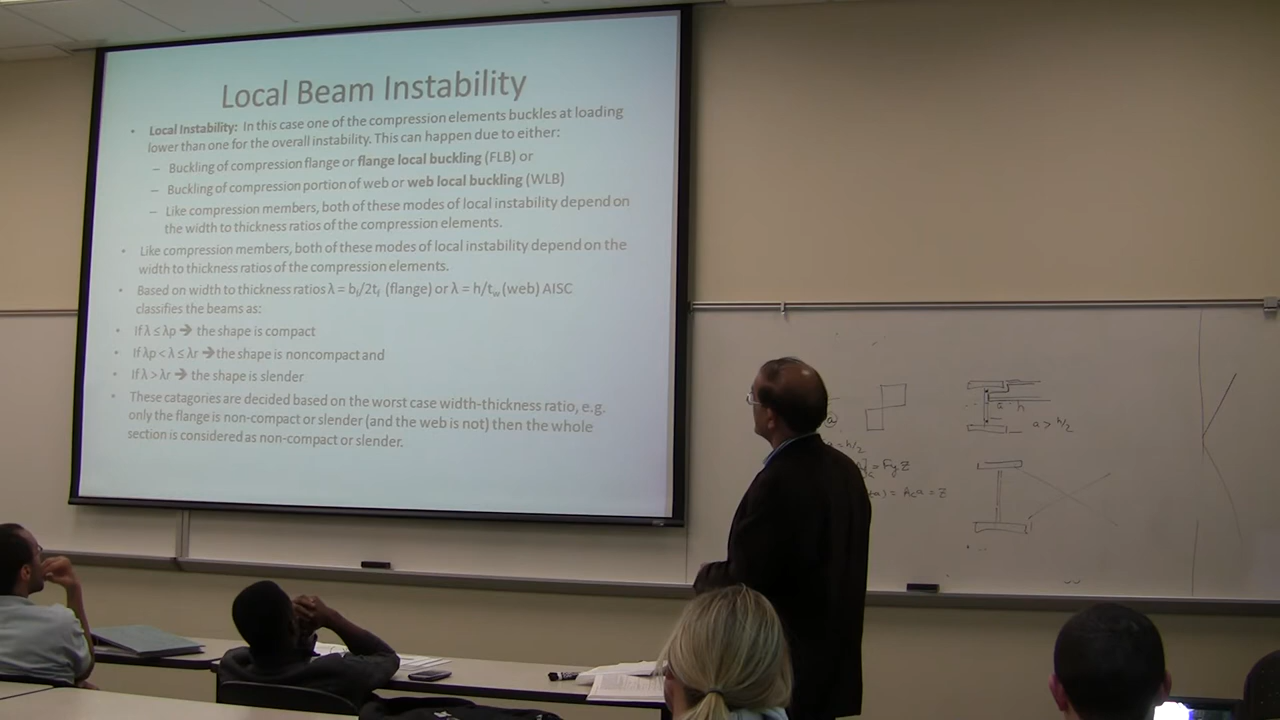 Local Beam Instability
• Local Instability: In this case one of the compression elements buckles at loading
lower than one for the overall instability. This can happen due to either:
– Buckling of compression flange or flange local buckling (FLB) or
– Buckling of compression portion of web or web local buckling (WLB)
– Like compression members, both of these modes of local instability depend on
the width to thickness ratios of the compression elements.
• Like compression members, both of these modes of local instability depend on the
width to thickness ratios of the compression elements.
• Based on width to thickness ratios λ = bf/2tf (flange) or λ = h/tw (web) AISC
classifies the beams as:
• If λ ≤ λp ➔ the shape is compact
• If λp < λ ≤ λr ➔ the shape is noncompact and
• If λ > λr ➔ the shape is slender
• These catagories are decided based on the worst case width-thickness ratio, e.g.
only the flange is non-compact or slender (and the web is not) then the whole
section is considered as non-compact or slender.
a h
a > h/2
= h/2
= Fy Z
(a) = Ac a = Z